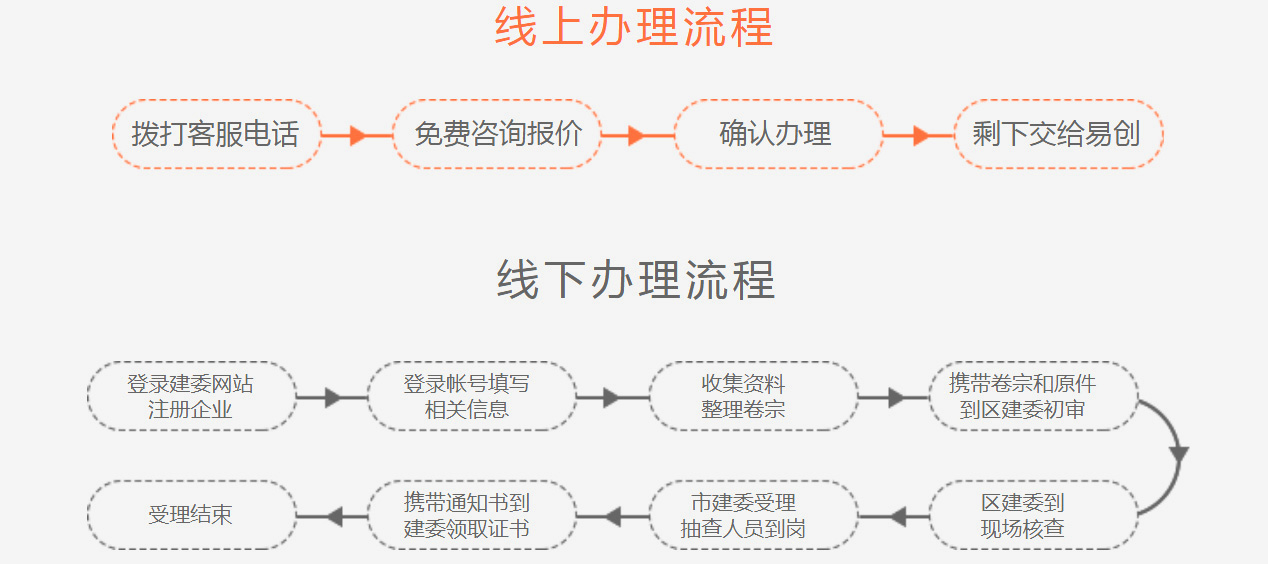 线上办理流程
拨打客服电话
免费咨询报价
确认办理
剩下交给易创
线下办理流程
登录建委网站
注册企业
登录帐号填写
相关信息
收集资料
整理卷宗
携带卷宗和原件
到区建委初审
区建委到
现场核查
市建委受理
抽查人员到岗
携带通知书到
建委领取证书
受理结束